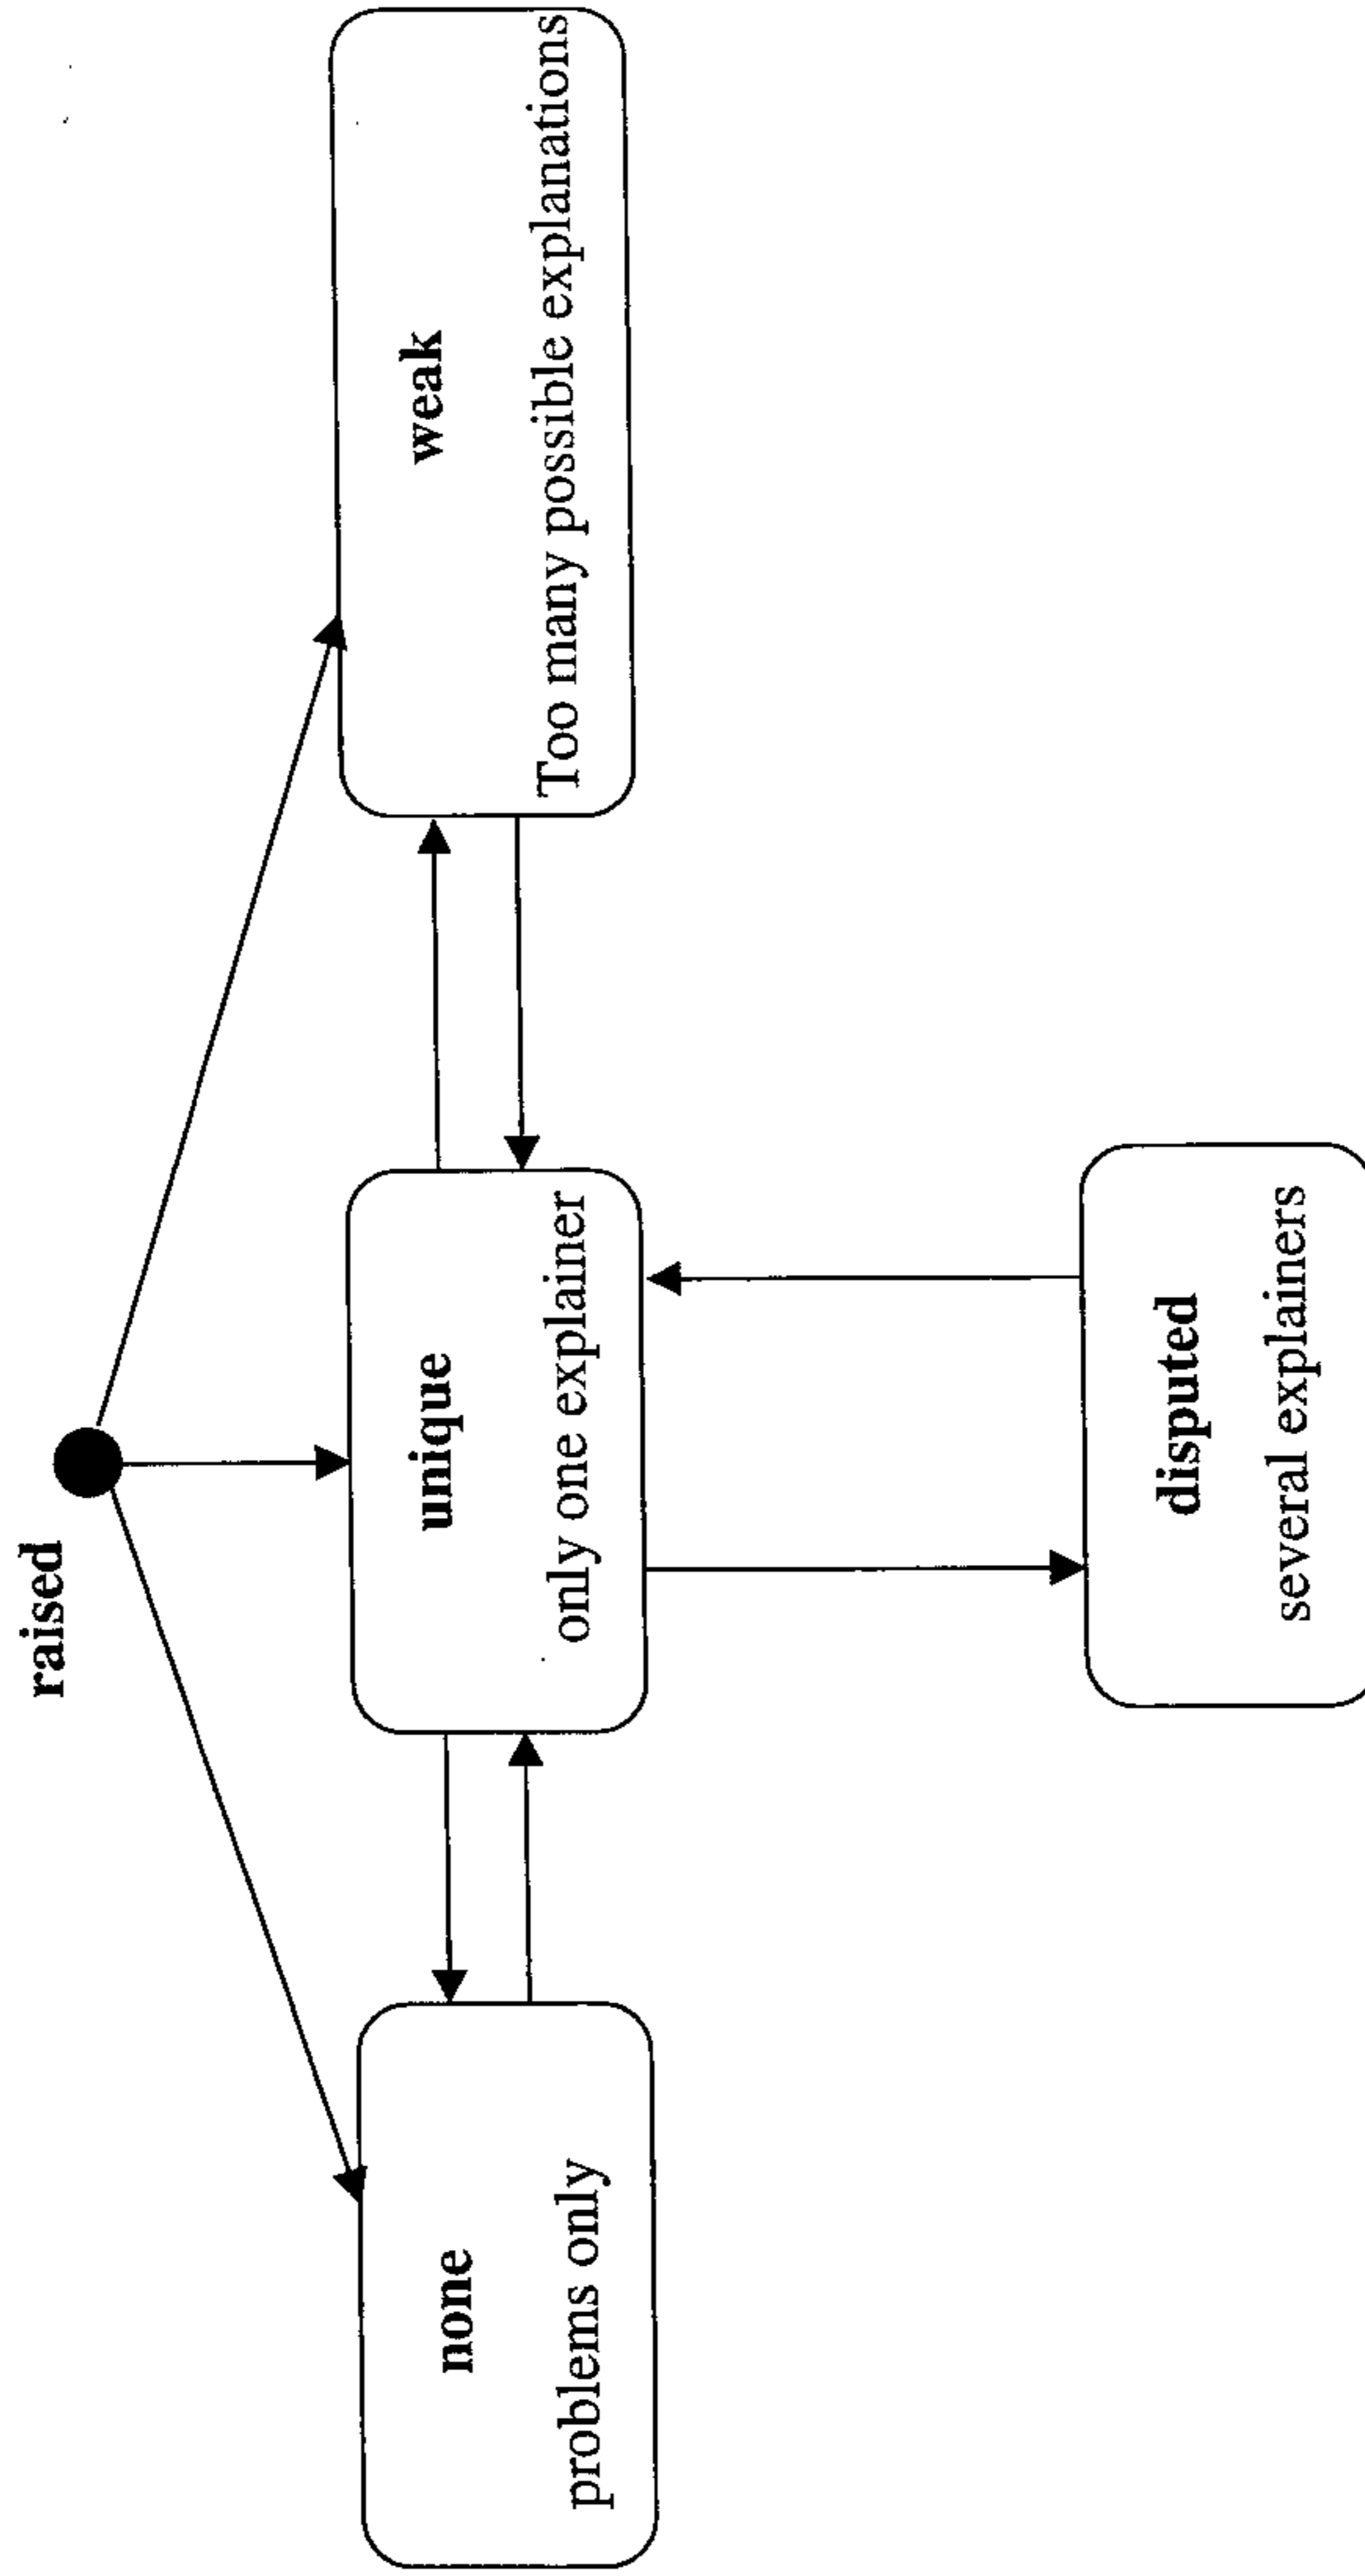 raised
none
problems only
unique
only one explainer
weak
Too many possible explanations
disputed
several explainers